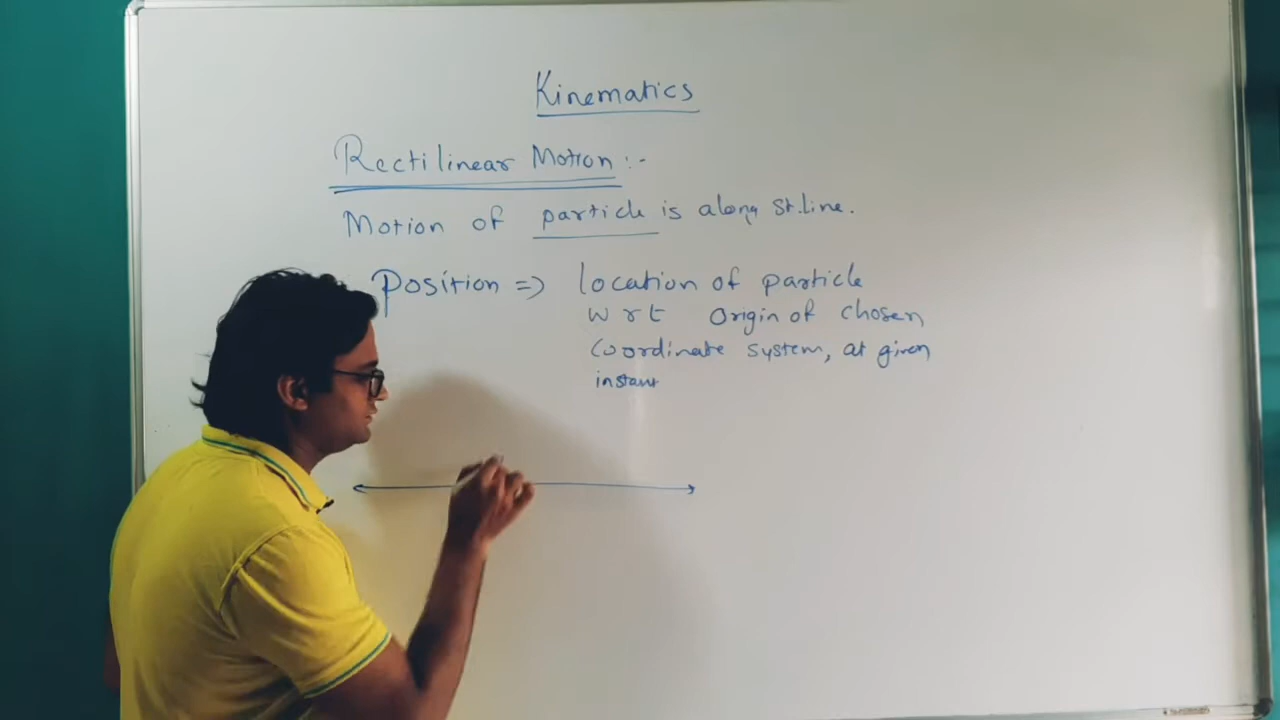 Kinematics
Rectilinear Motion :-
Motion of particle is along st.line.
Position => location of particle
w r t origin of chosen
coordinate system, at given
instant